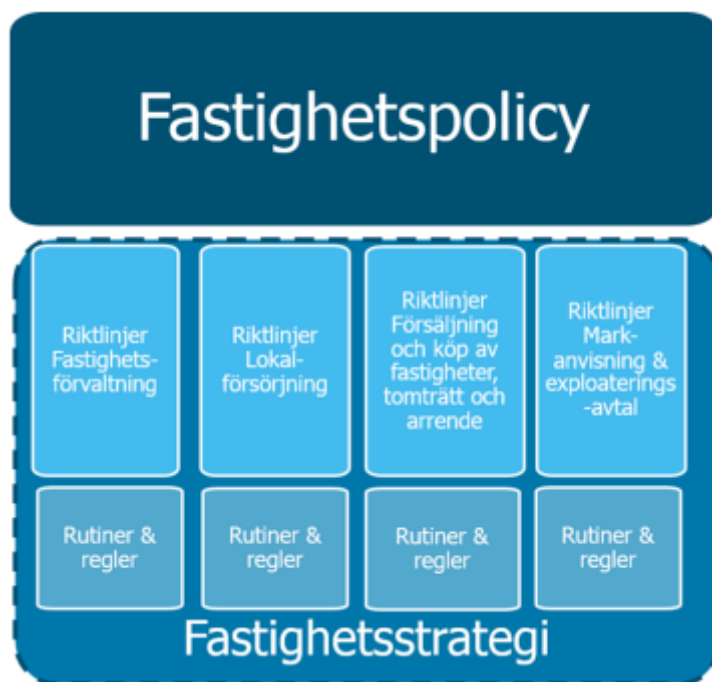 Fastighetspolicy
Riktlinjer
Fastighets-
förvaltning
Riktlinjer
Lokal-
försörjning
Riktlinjer
Försäljning
och köp av
fastigheter,
tomträtt och
arrende
Riktlinjer
Mark-
anvisning &
exploaterings
-avtal
Rutiner &
regler
Rutiner &
regler
Rutiner &
regler
Rutiner &
regler
Fastighetsstrategi